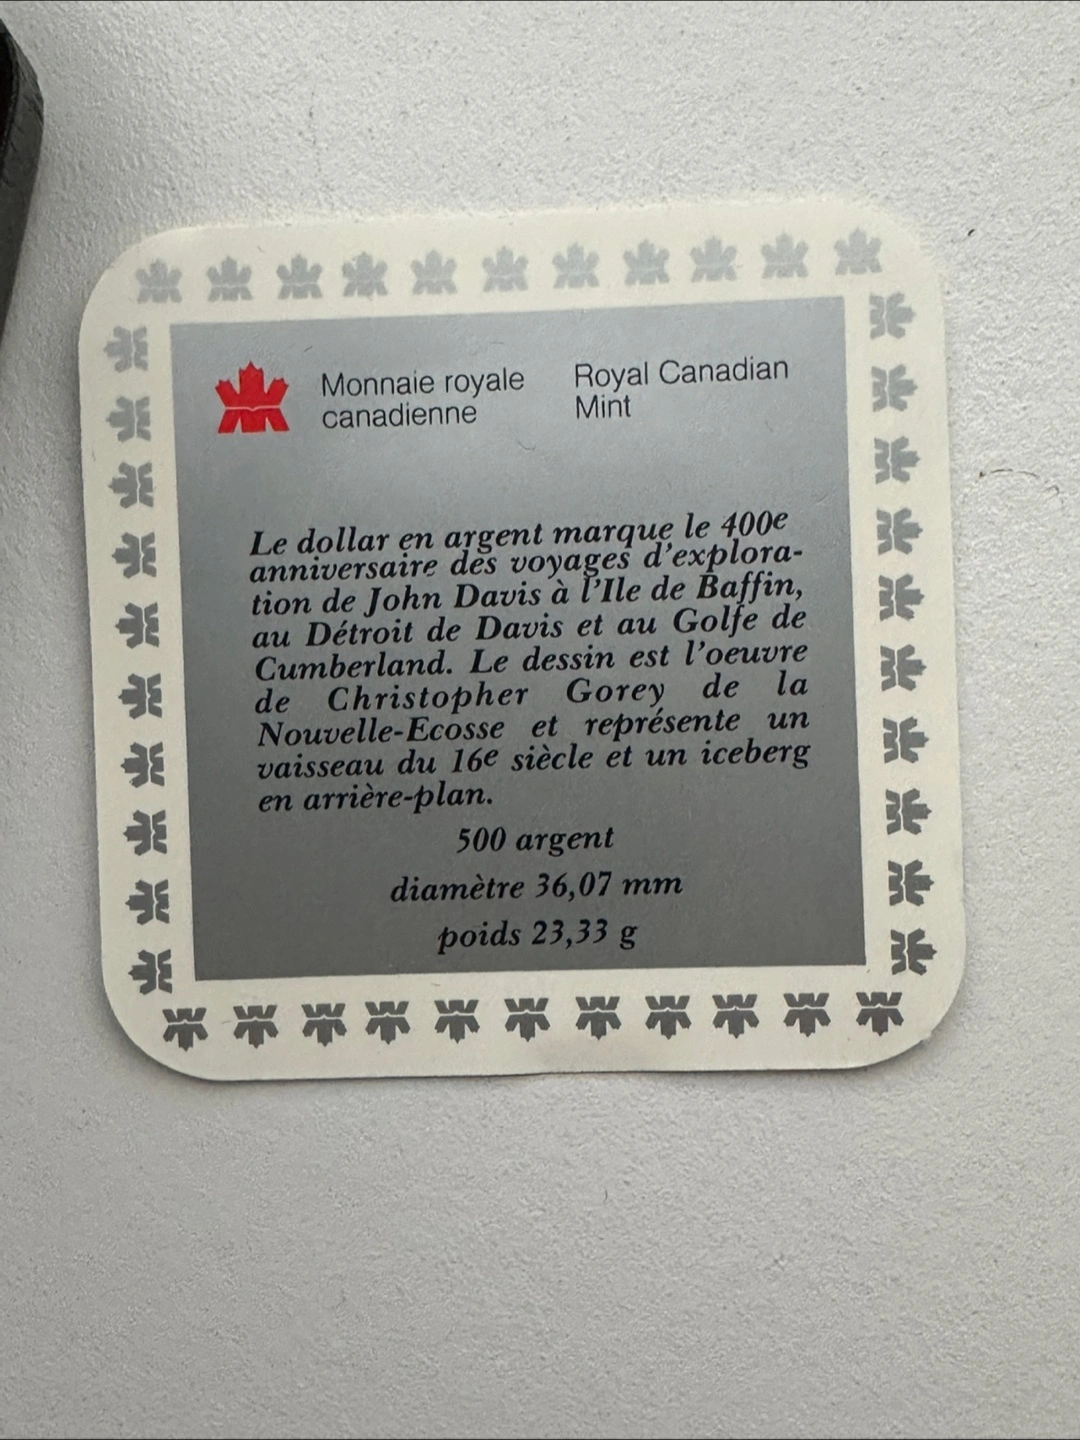 Monnaie royale
canadienne
Royal Canadian
Mint
Le dollar en argent marque le 400e
anniversaire des voyages d'explora-
tion de John Davis à l'Ile de Baffin,
au Détroit de Davis et au Golfe de
Cumberland. Le dessin est l'oeuvre
de Christopher Gorey de la
Nouvelle-Ecosse et représente un
vaisseau du 16e siècle et un iceberg
en arrière-plan.
500 argent
diamètre 36,07 mm
poids 23,33 g